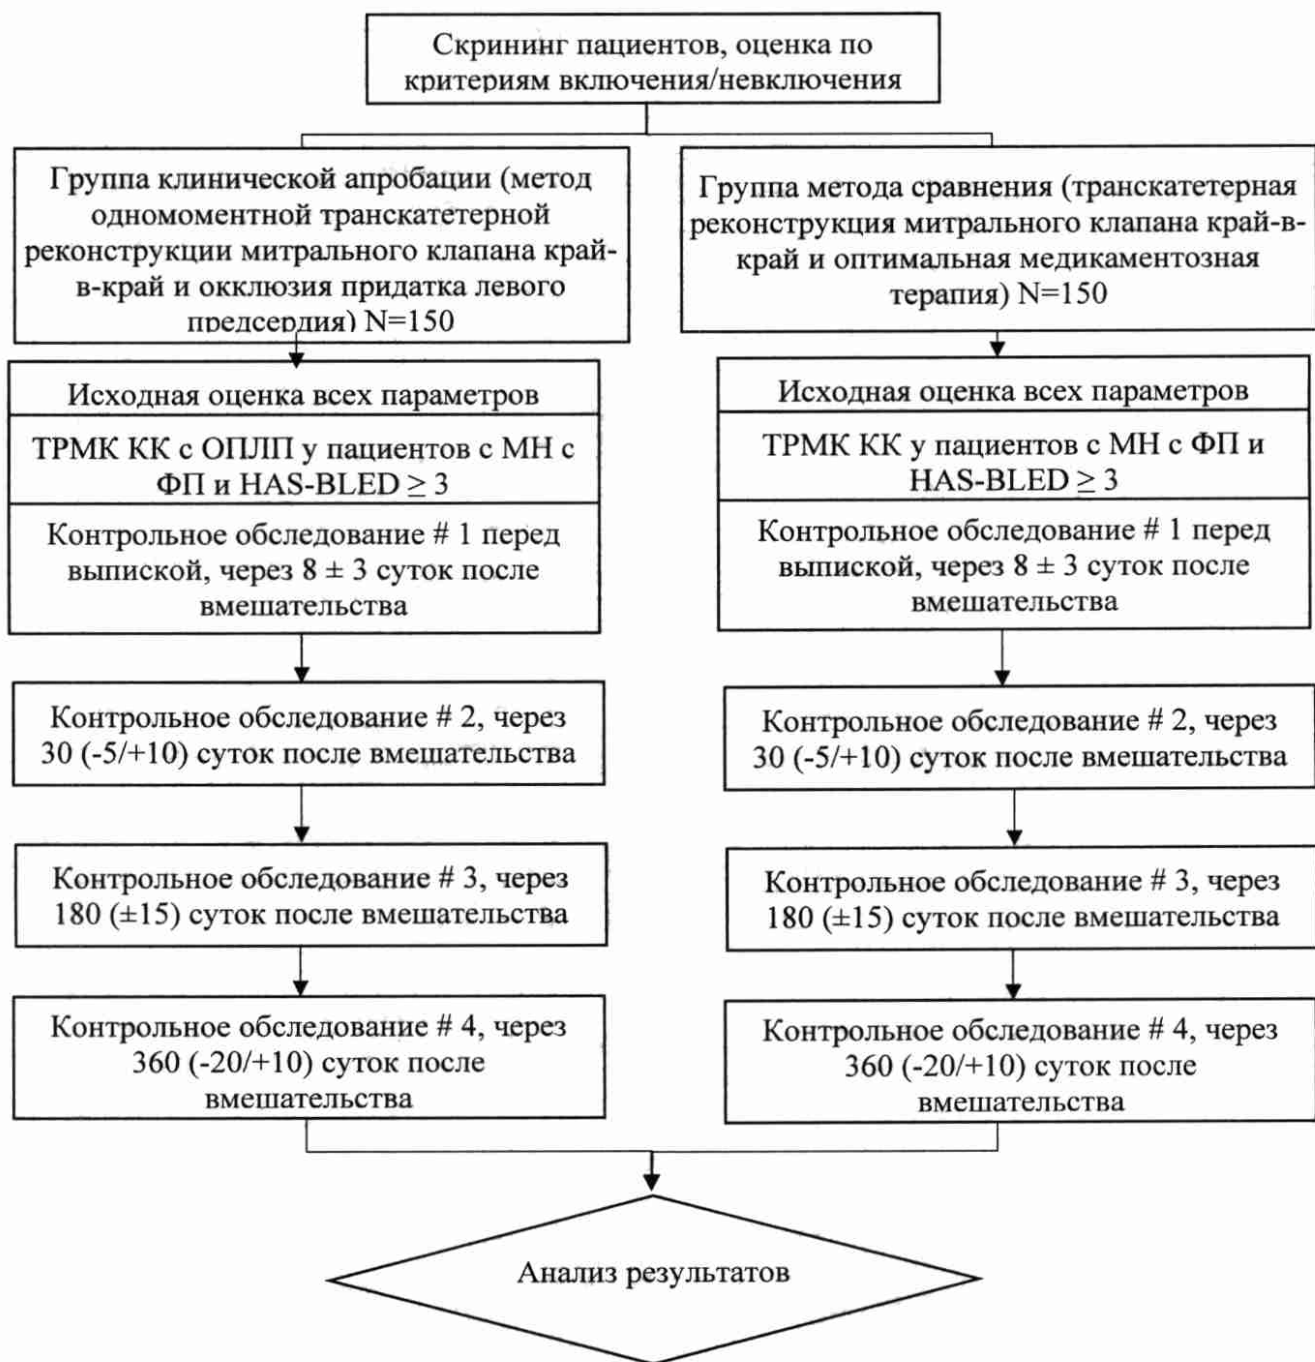 Скрининг пациентов, оценка по
критериям включения/невключения
Группа клинической апробации (метод
одномоментной транскатетерной
реконструкции митрального клапана край-
в-край и окклюзия придатка левого
предсердия) N=150
Исходная оценка всех параметров
ТРМК КК с ОПЛП у пациентов с МН с
ФП и HAS-BLED ≥ 3
Контрольное обследование # 1 перед
выпиской, через 8 ± 3 суток после
вмешательства
Контрольное обследование # 2, через
30 (-5/+10) суток после вмешательства
Контрольное обследование # 3, через
180 (±15) суток после вмешательства
Контрольное обследование # 4, через
360 (-20/+10) суток после
вмешательства
Группа метода сравнения (транскатетерная
реконструкция митрального клапана край-в-
край и оптимальная медикаментозная
терапия) N=150
Исходная оценка всех параметров
ТРМК КК у пациентов с МН с ФП и
HAS-BLED ≥ 3
Контрольное обследование # 1 перед
выпиской, через 8 ± 3 суток после
вмешательства
Контрольное обследование # 2, через
30 (-5/+10) суток после вмешательства
Контрольное обследование # 3, через
180 (±15) суток после вмешательства
Контрольное обследование # 4, через
360 (-20/+10) суток после
вмешательства
Анализ результатов